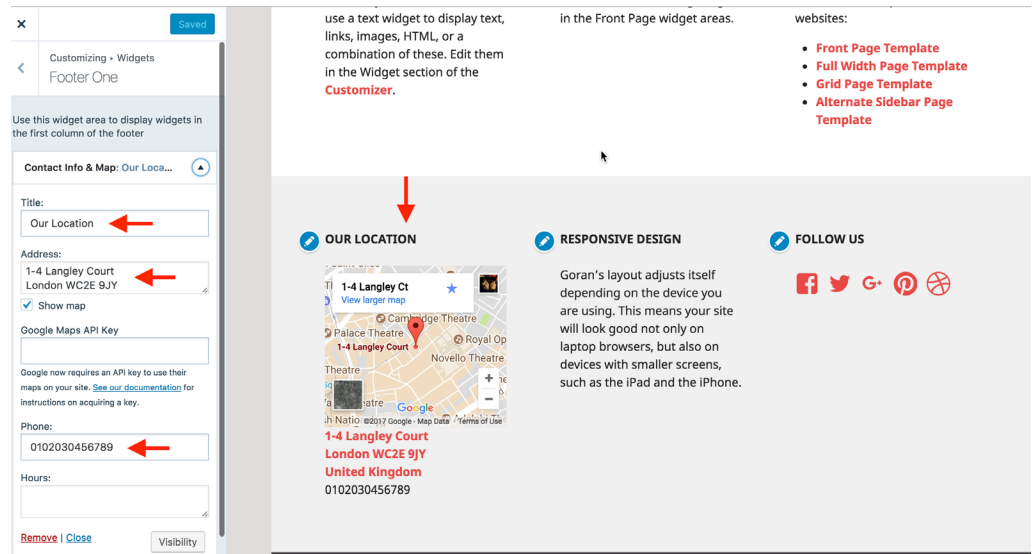 Saved
Customizing ▸ Widgets
Footer One
Use this widget area to display widgets in
the first column of the footer
Contact Info & Map: Our Loca...
Title:
Our Location
Address:
1-4 Langley Court
London WC2E 9JY
Show map
Google Maps API Key
Google now requires an API key to use their
maps on your site. See our documentation for
instructions on acquiring a key.
Phone:
0102030456789
Hours:
Remove | Close
Visibility
use a text widget to display text,
links, images, HTML, or a
combination of these. Edit them
in the Widget section of the
Customizer.
in the Front Page widget areas.
websites:
Front Page Template
Full Width Page Template
Grid Page Template
Alternate Sidebar Page
Template
OUR LOCATION
1-4 Langley Ct
View larger map
Cambridge Theatre
Palace Theatre
Royal Op
1-4 Langley Court
Novello Theatre
Theatre
Google
©2017 Google - Map Data
Terms of Use
1-4 Langley Court
London WC2E 9JY
United Kingdom
0102030456789
RESPONSIVE DESIGN
Goran's layout adjusts itself
depending on the device you
are using. This means your site
will look good not only on
laptop browsers, but also on
devices with smaller screens,
such as the iPad and the iPhone.
FOLLOW US
G+